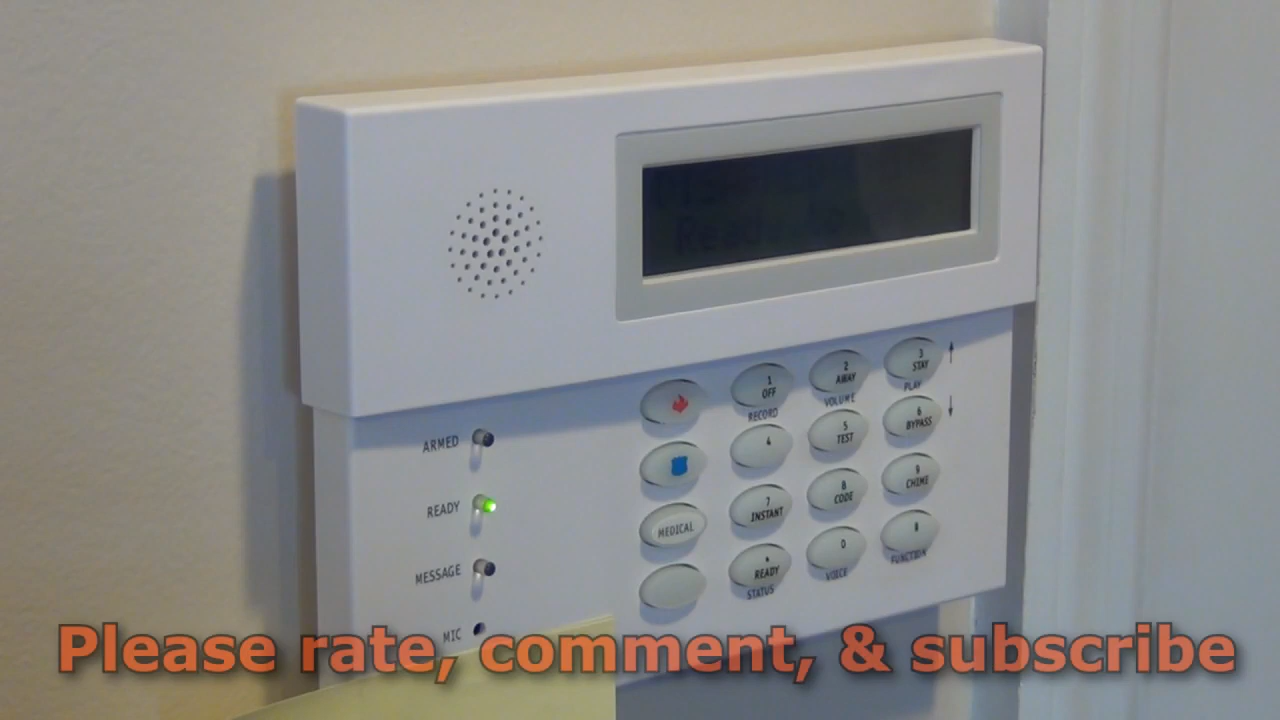 ARMED
READY
MESSAGE
MIC
1
OFF
RECORD
2
AWAY
VOLUME
3
STAY
PLAY
4
5
TEST
6
BYPASS
MEDICAL
7
INSTANT
8
CODE
9
CHIME
*
READY
STATUS
0
VOICE
#
FUNCTION
Please rate, comment, & subscribe